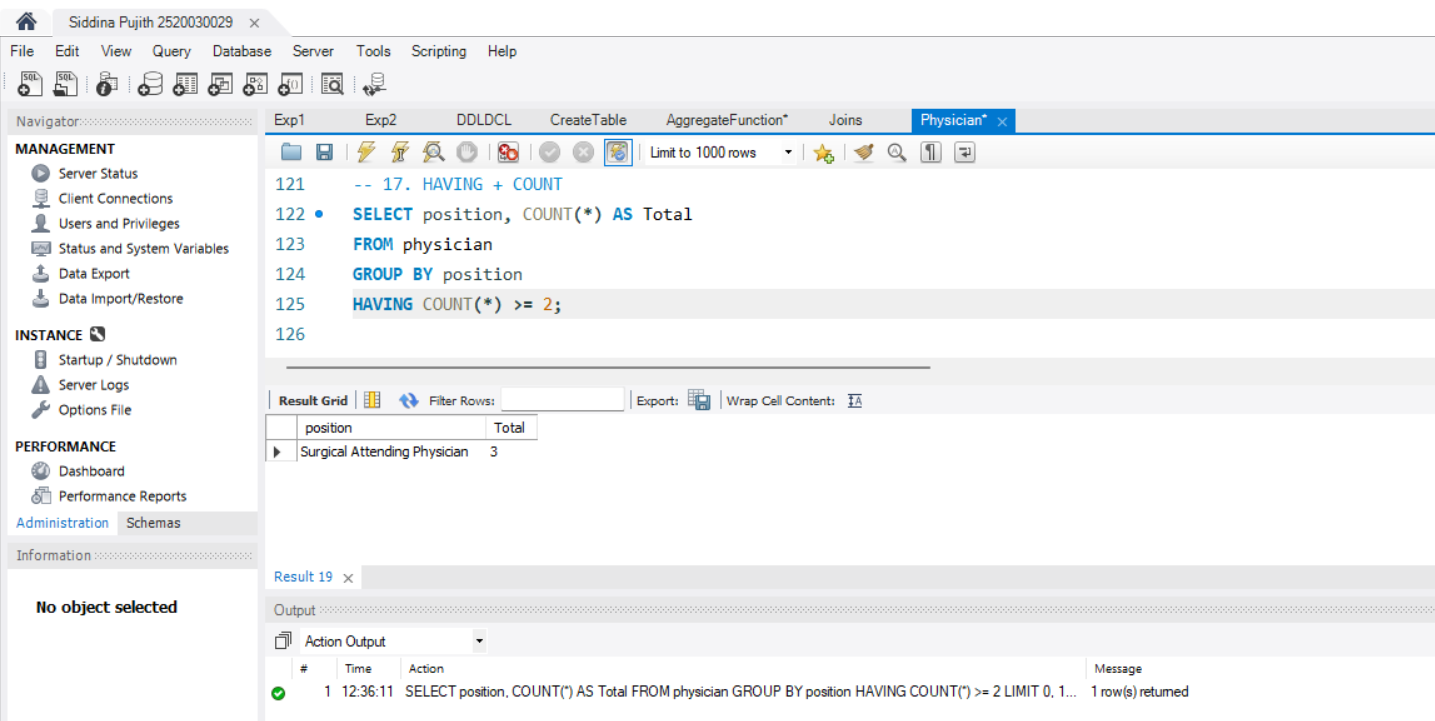 Siddina Pujith 2520030029 ×
File Edit View Query Database Server Tools Scripting Help
SQL SQL
Navigator
MANAGEMENT
Server Status
Client Connections
Users and Privileges
Status and System Variables
Data Export
Data Import/Restore
INSTANCE
Startup / Shutdown
Server Logs
Options File
PERFORMANCE
Dashboard
Performance Reports
Administration Schemas
Information
No object selected
Exp1 Exp2 DDLDCL CreateTable AggregateFunction* Joins Physician* ×
Limit to 1000 rows
121 -- 17. HAVING + COUNT
122 SELECT position, COUNT(*) AS Total
123 FROM physician
124 GROUP BY position
125 HAVING COUNT(*) >= 2;
126
Result Grid Filter Rows: Export: Wrap Cell Content: IA
position Total
Surgical Attending Physician 3
Result 19 ×
Output
Action Output
# Time Action Message
1 12:36:11 SELECT position, COUNT(*) AS Total FROM physician GROUP BY position HAVING COUNT(*) >= 2 LIMIT 0, 1... 1 row(s) returned